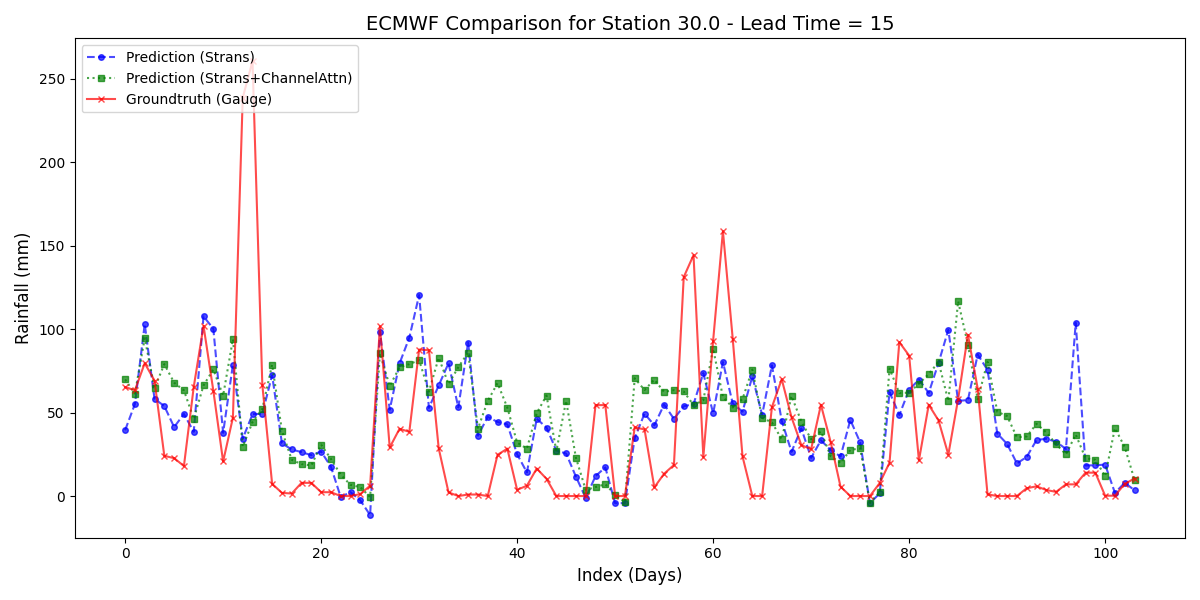 ECMWF Comparison for Station 30.0 - Lead Time = 15
Prediction (Strans)
Prediction (Strans+ChannelAttn)
Groundtruth (Gauge)
Rainfall (mm)
250
200
150
100
50
0
0 20 40 60 80 100
Index (Days)